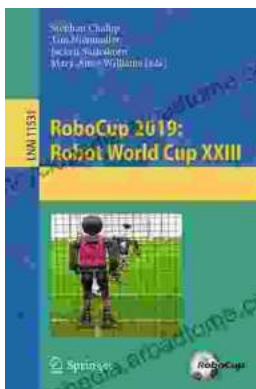 Stephan Chalup
Tim Niemueller
Jackrit Suthakorn
Mary-Anne Williams (Eds.)
LNAI 11531
RoboCup 2019:
Robot World Cup XXIII
Springer
RoboCup